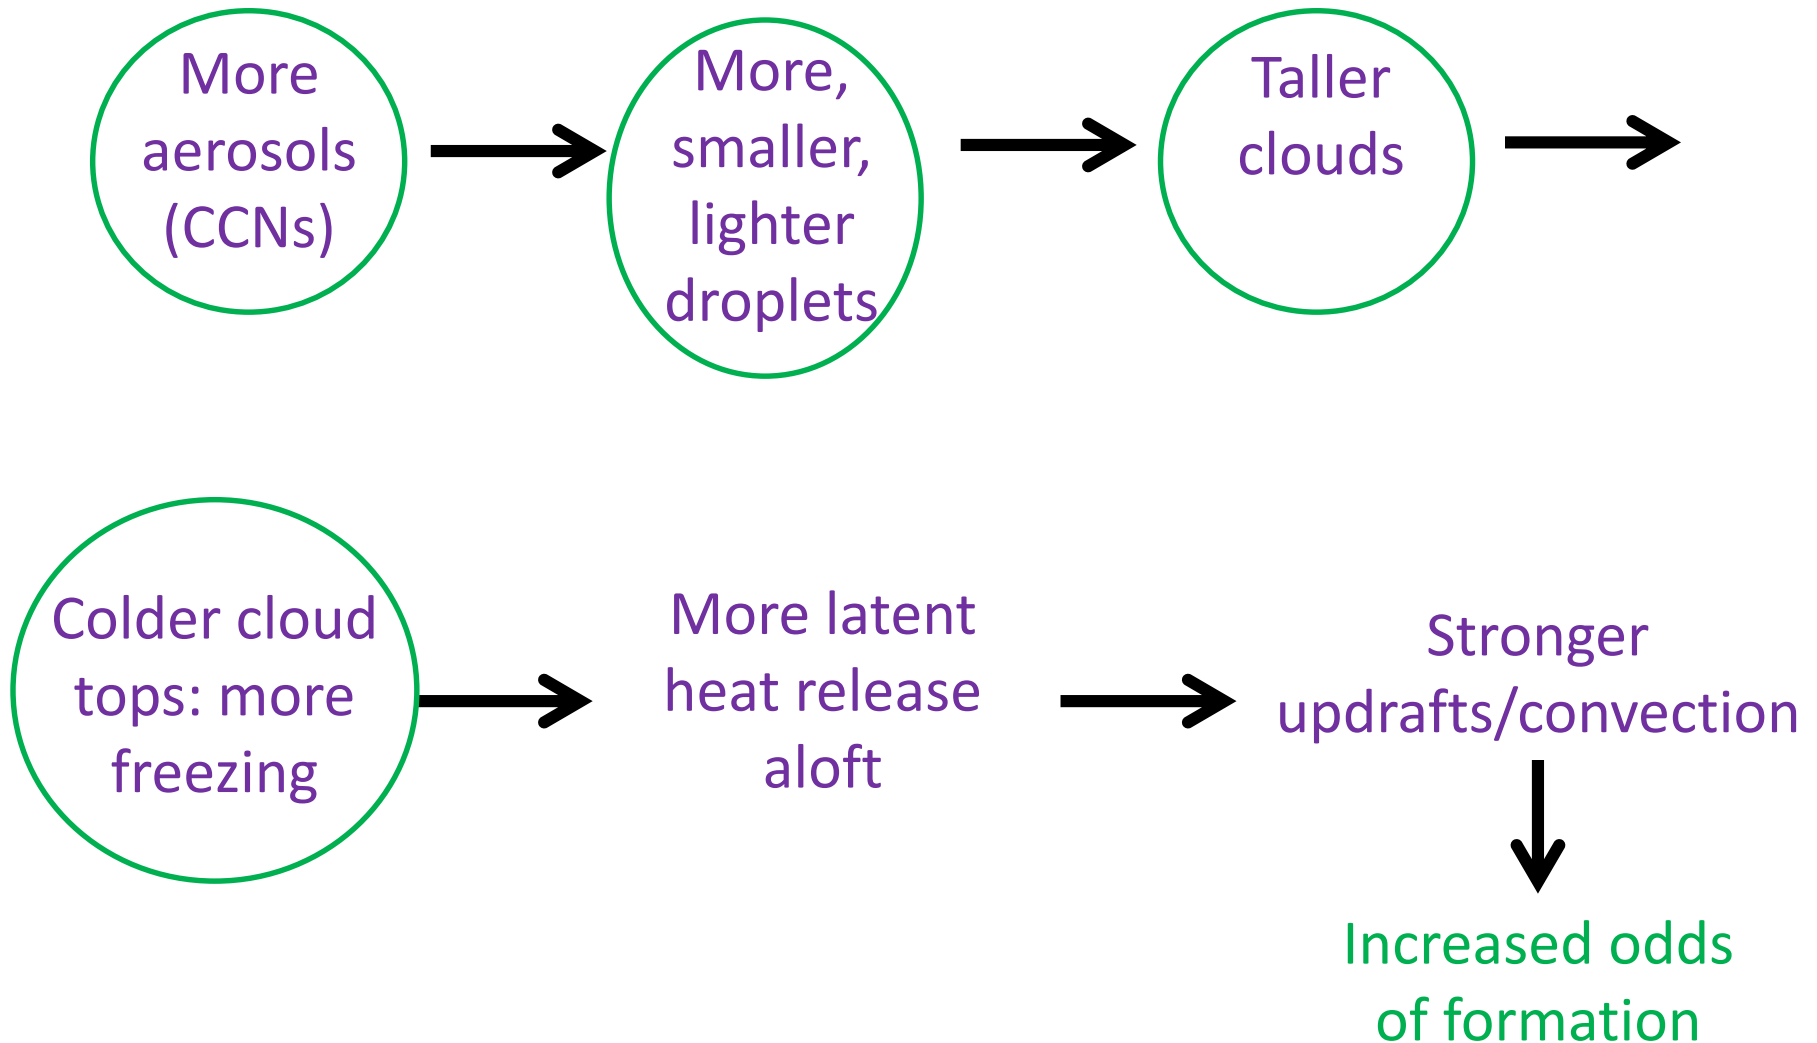 More
aerosols
(CCNs)
More,
smaller,
lighter
droplets
Taller
clouds
Colder cloud
tops: more
freezing
More latent
heat release
aloft
Stronger
updrafts/convection
Increased odds
of formation